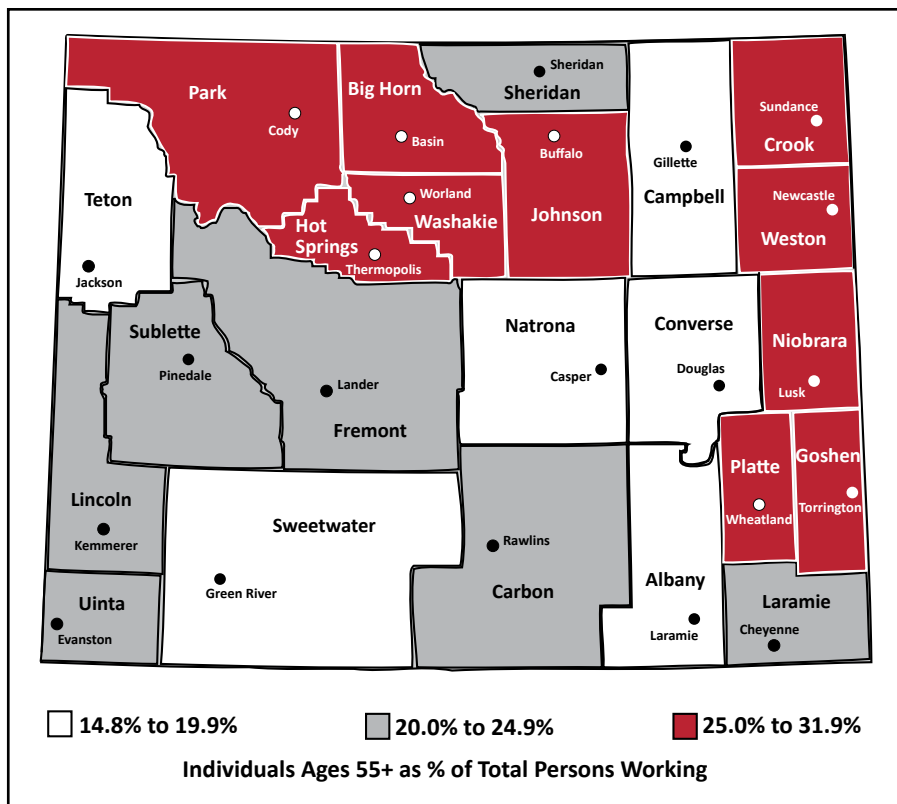 Sheridan
Sheridan
Park
Big Horn
Cody
Basin
Buffalo
Sundance
Crook
Gillette
Campbell
Teton
Worland
Washakie
Johnson
Newcastle
Weston
Hot
Springs
Thermopolis
Jackson
Sublette
Pinedale
Natrona
Converse
Niobrara
Casper
Douglas
Lusk
Lander
Fremont
Platte
Goshen
Wheatland
Torrington
Lincoln
Kemmerer
Sweetwater
Rawlins
Green River
Carbon
Albany
Uinta
Evanston
Laramie
Laramie
Cheyenne
14.8% to 19.9%
20.0% to 24.9%
25.0% to 31.9%
Individuals Ages 55+ as % of Total Persons Working